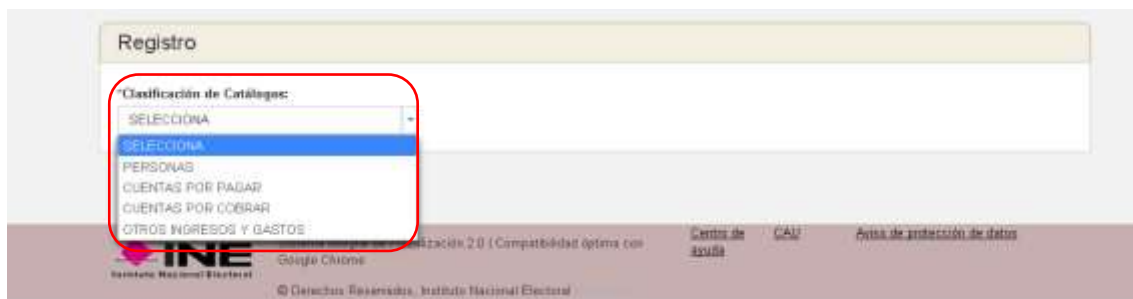 Registro
*Clasificación de Catálogos:
SELECCIONA
SELECCIONA
PERSONAS
CUENTAS POR PAGAR
CUENTAS POR COBRAR
OTROS INGRESOS Y GASTOS
INE
Instituto Nacional Electoral
2.0 | Compatibilidad óptima con
Google Chrome
© Derechos Reservados, Instituto Nacional Electoral
Centro de
ayuda
CAU
Aviso de protección de datos